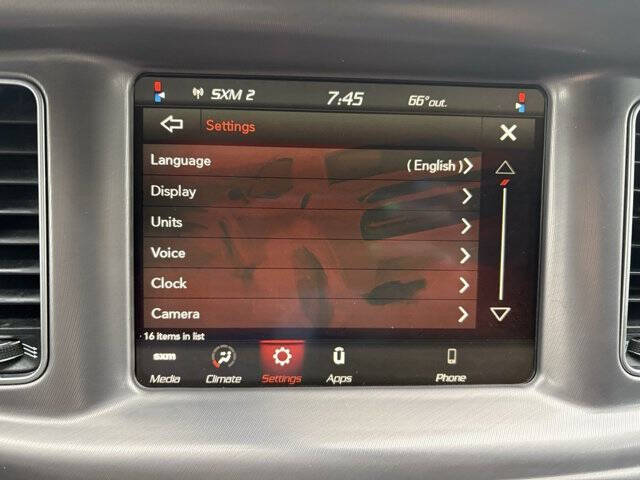 SXM 2 7:45 66°out.
Settings
Language (English)
Display
Units
Voice
Clock
Camera
16 items in list
sxm
Media Climate Settings Apps Phone